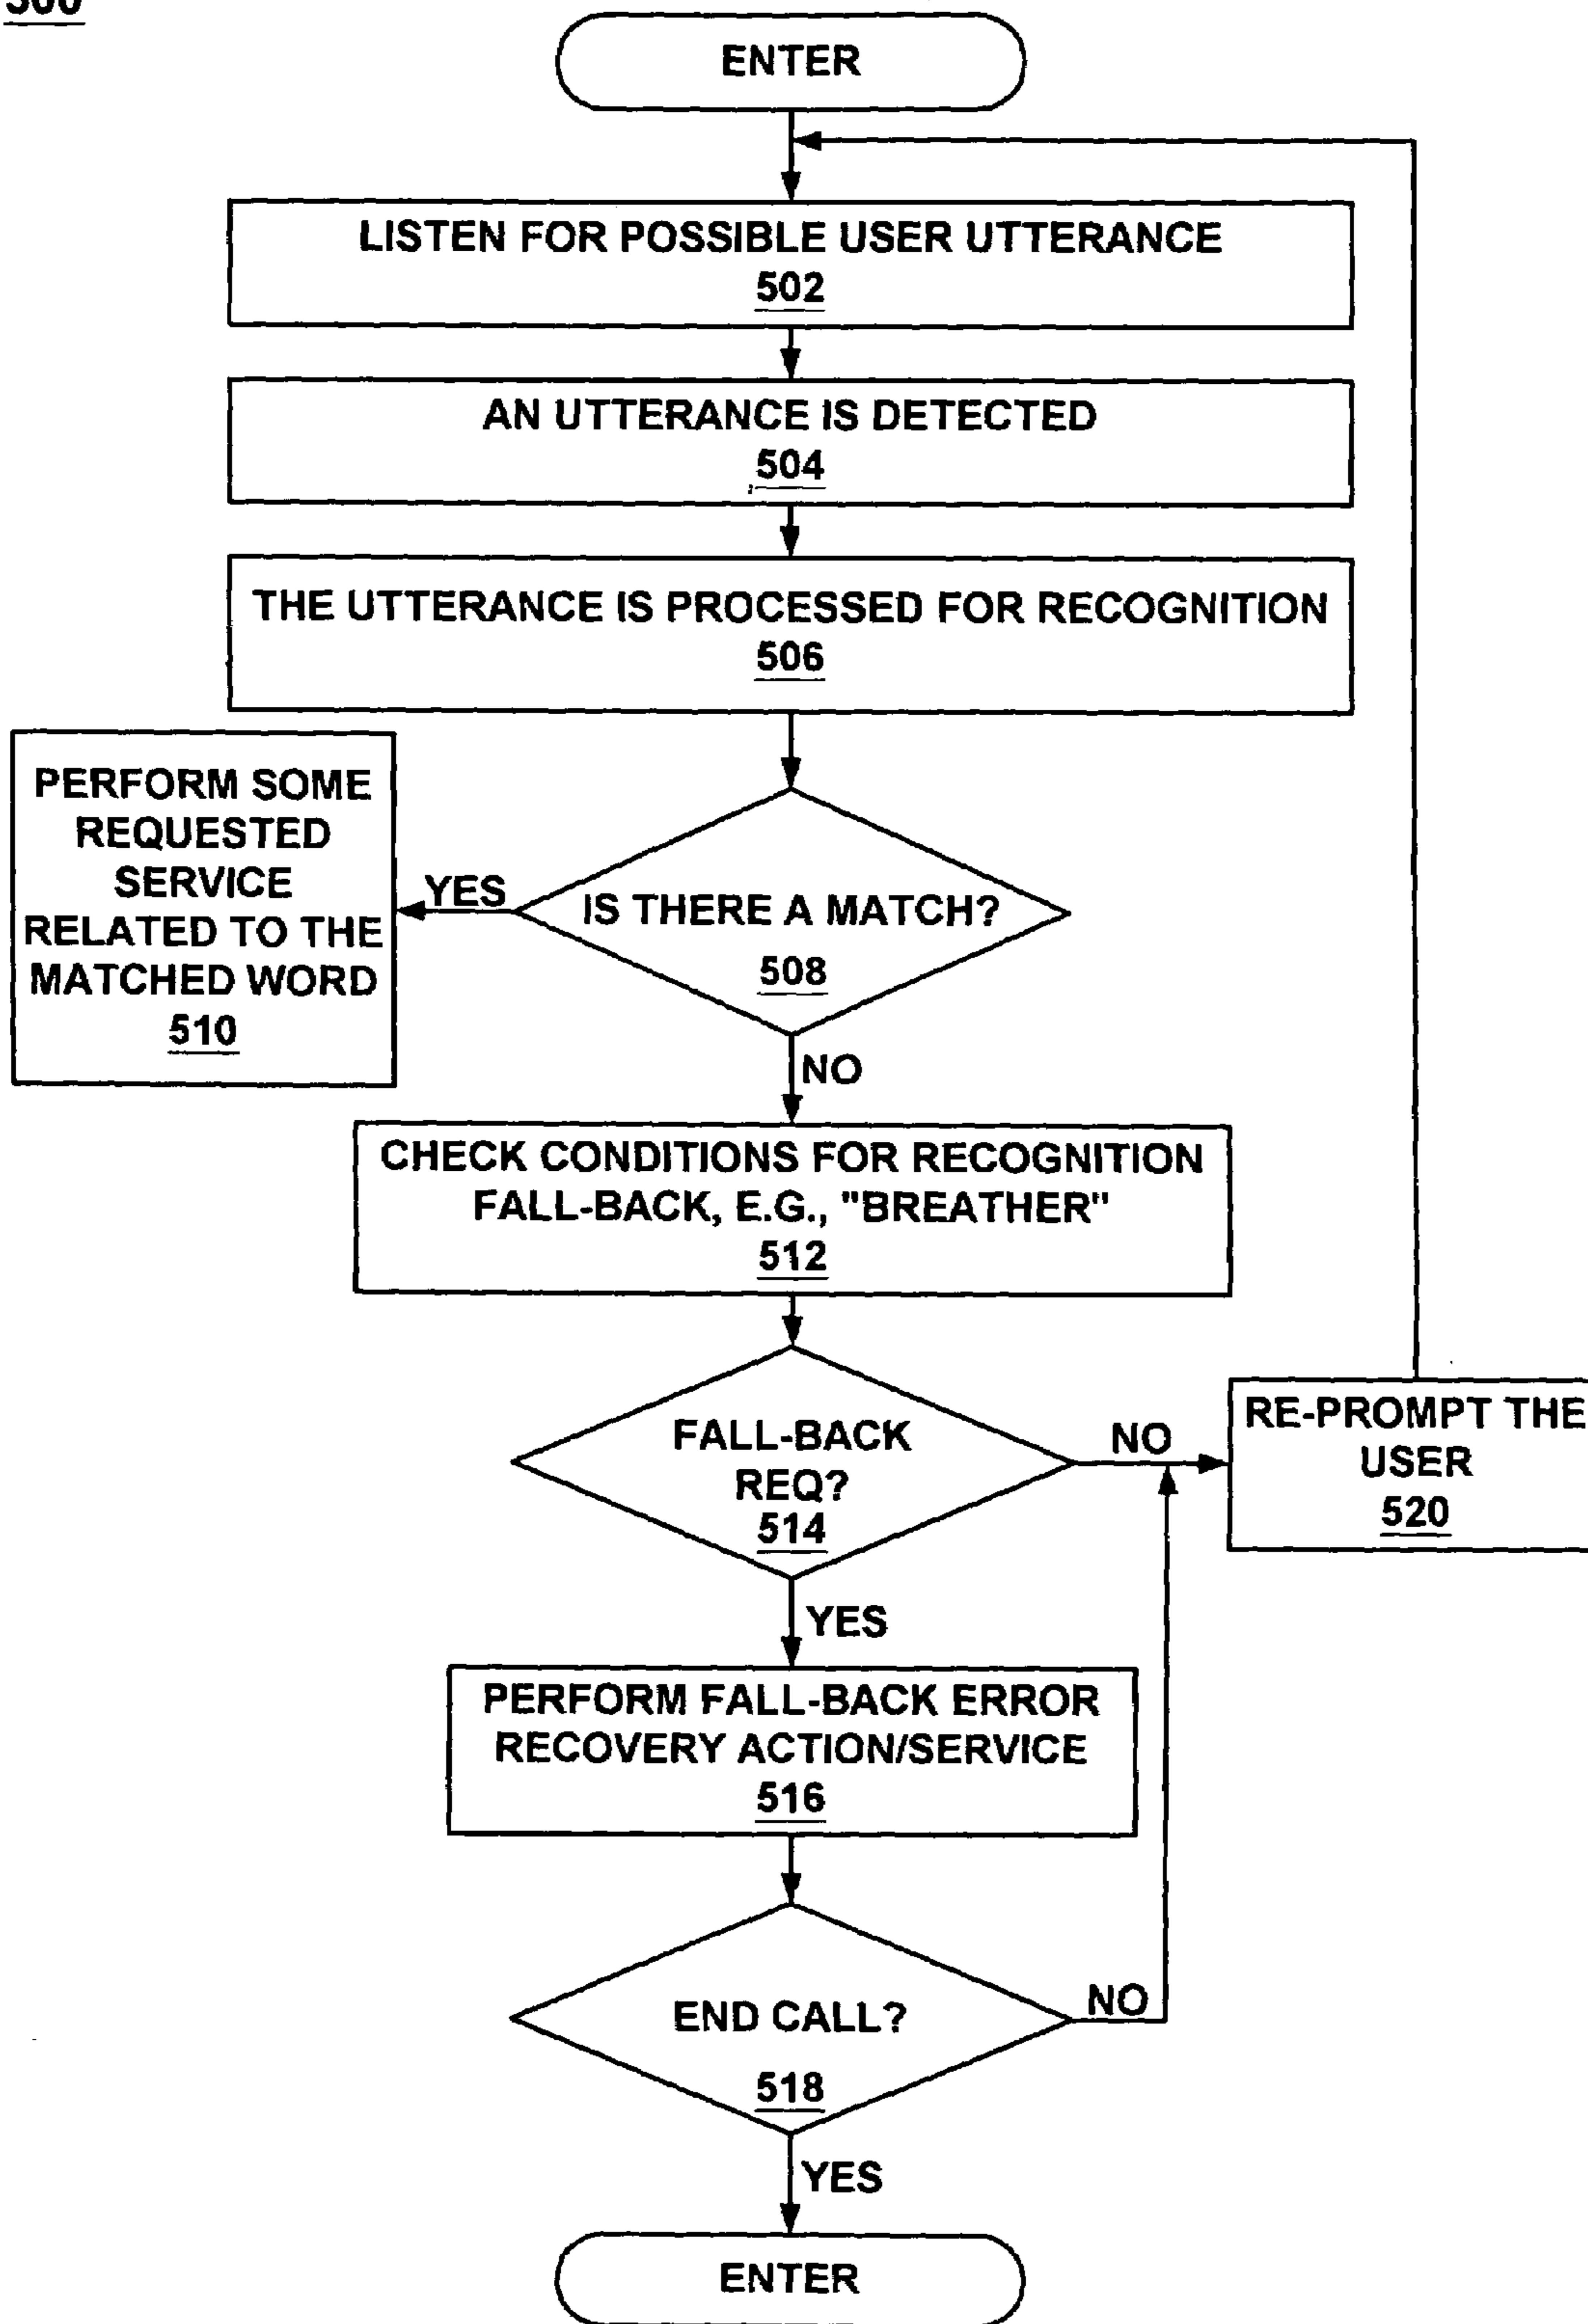 ENTER
LISTEN FOR POSSIBLE USER UTTERANCE
502
AN UTTERANCE IS DETECTED
504
THE UTTERANCE IS PROCESSED FOR RECOGNITION
506
PERFORM SOME
REQUESTED
SERVICE
RELATED TO THE
MATCHED WORD
510
YES
IS THERE A MATCH?
508
NO
CHECK CONDITIONS FOR RECOGNITION
FALL-BACK, E.G., "BREATHER"
512
FALL-BACK
REQ?
514
NO
RE-PROMPT THE
USER
520
YES
PERFORM FALL-BACK ERROR
RECOVERY ACTION/SERVICE
516
END CALL?
518
NO
YES
ENTER